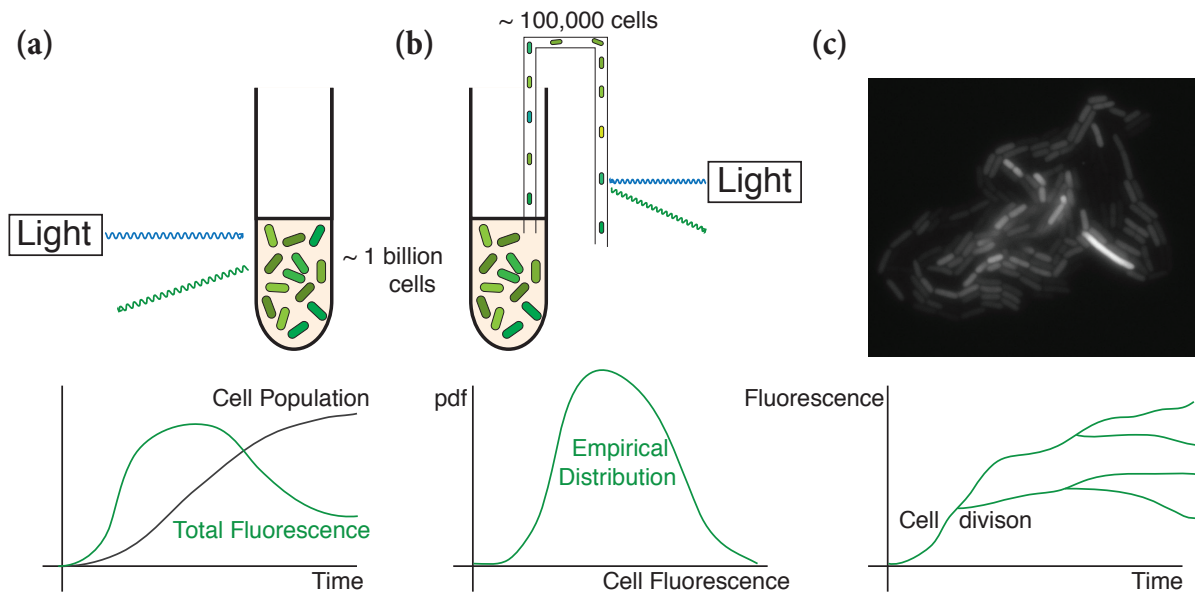 (a)
Light
~ 1 billion
cells
Cell Population
Total Fluorescence
Time
(b)
~ 100,000 cells
Light
pdf
Empirical
Distribution
Cell Fluorescence
(c)
Fluorescence
Cell divison
Time